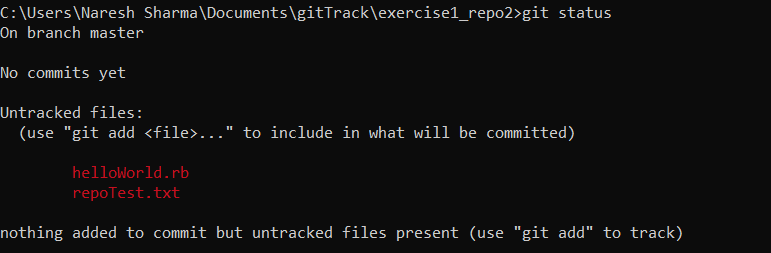 C:\Users\Naresh Sharma\Documents\gitTrack\exercise1_repo2>git status
On branch master
No commits yet
Untracked files:
(use "git add <file>..." to include in what will be committed)
helloWorld.rb
repoTest.txt
nothing added to commit but untracked files present (use "git add" to track)